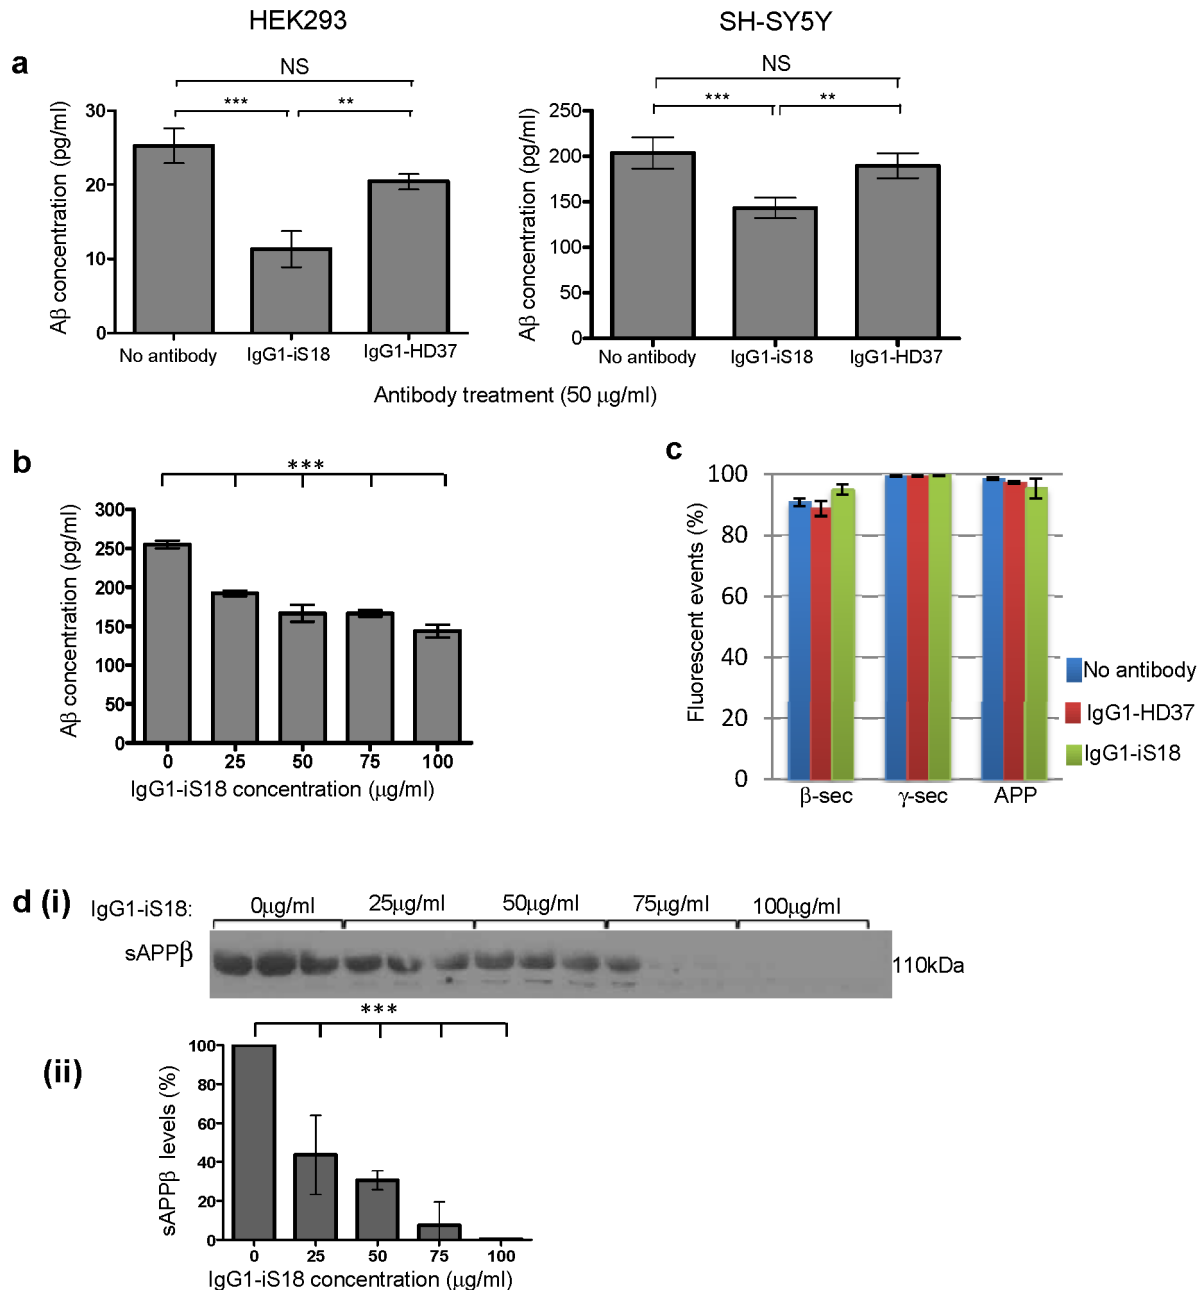 HEK293
SH-SY5Y
a
NS
*** **
Aβ concentration (pg/ml)
30
20
10
0
No antibody IgG1-iS18 IgG1-HD37
NS
*** **
Aβ concentration (pg/ml)
250
200
150
100
50
0
No antibody IgG1-iS18 IgG1-HD37
Antibody treatment (50 μg/ml)
b
***
Aβ concentration (pg/ml)
300
250
200
150
100
50
0
0 25 50 75 100
IgG1-iS18 concentration (μg/ml)
c
Fluorescent events (%)
100
80
60
40
20
0
β-sec γ-sec APP
No antibody
IgG1-HD37
IgG1-iS18
d (i)
IgG1-iS18: 0μg/ml 25μg/ml 50μg/ml 75μg/ml 100μg/ml
sAPPβ
110kDa
(ii)
***
sAPPβ levels (%)
100
80
60
40
20
0
0 25 50 75 100
IgG1-iS18 concentration (μg/ml)